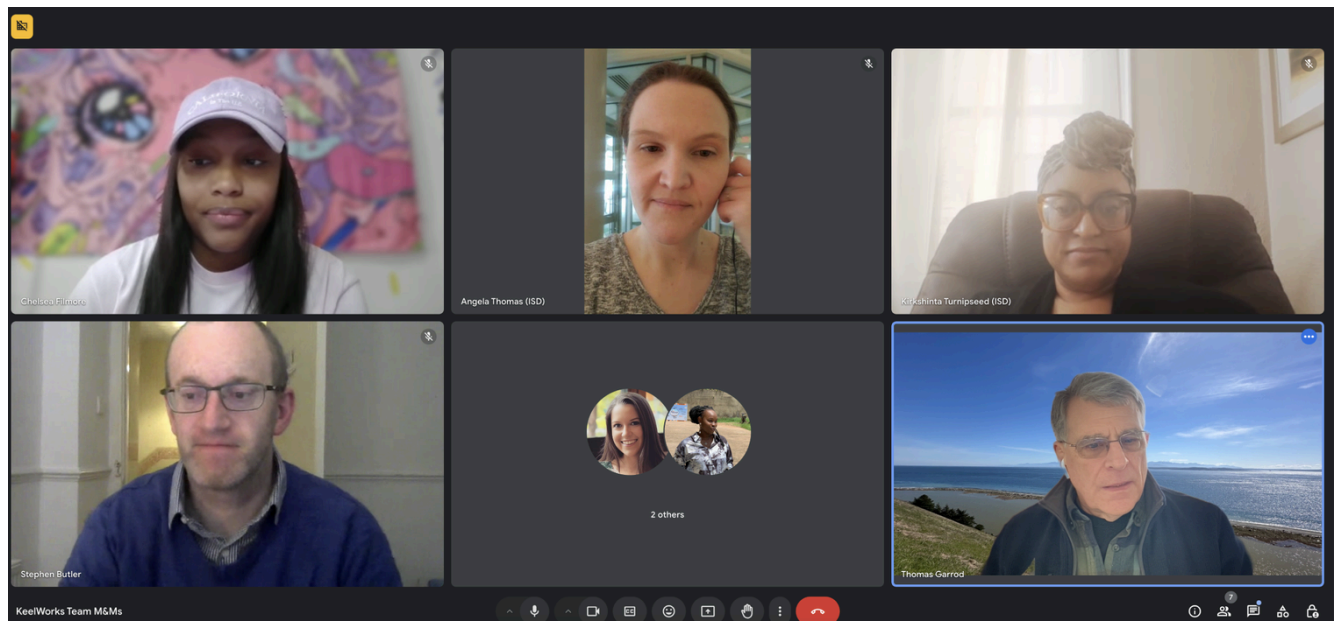 Chelsea Filmore
Angela Thomas (ISD)
Kirkshinta Turnipseed (ISD)
Stephen Butler
2 others
Thomas Garrod
KeelWorks Team M&Ms
7